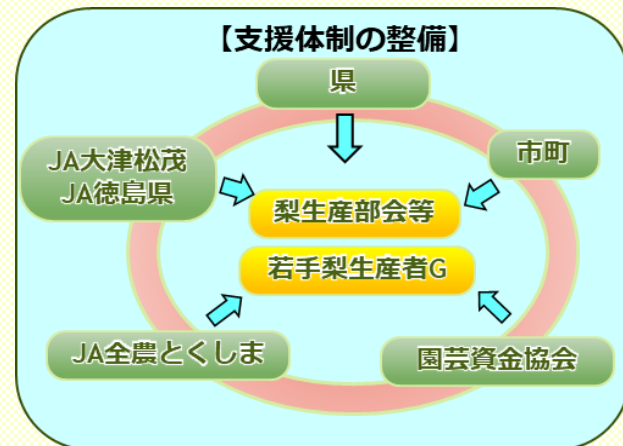 【支援体制の整備】
県
JA大津松茂
JA徳島県
市町
梨生産部会等
若手梨生産者G
JA全農とくしま
園芸資金協会